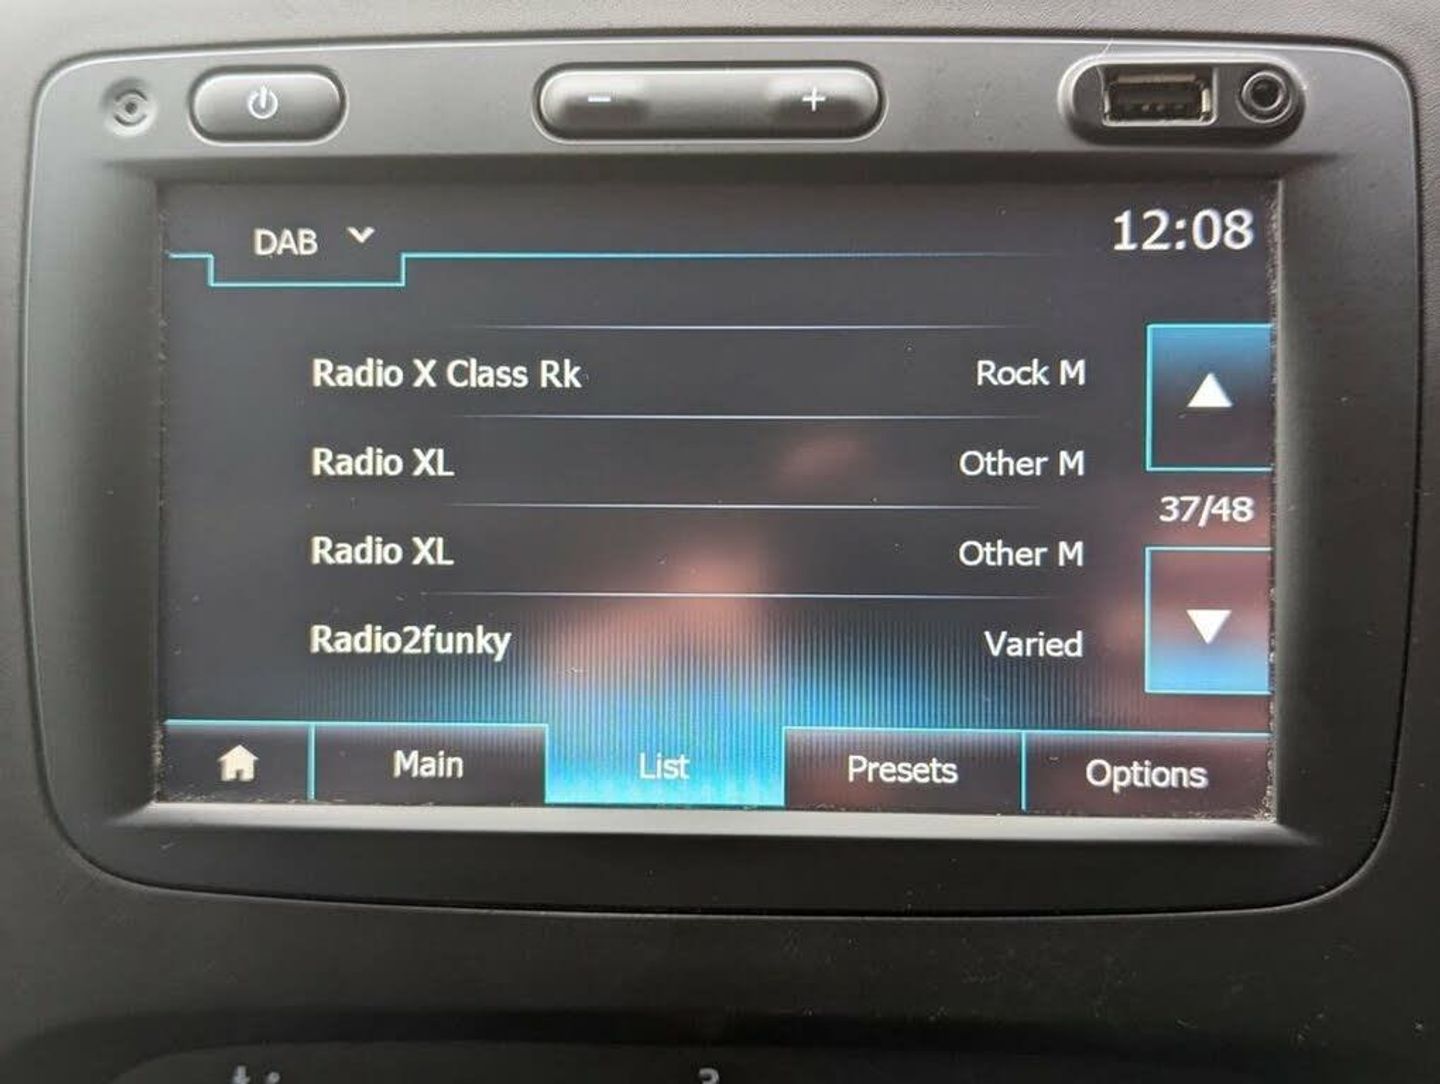 DAB 12:08
Radio X Class Rk Rock M
Radio XL Other M
37/48
Radio XL Other M
Radio2funky Varied
Main List Presets Options